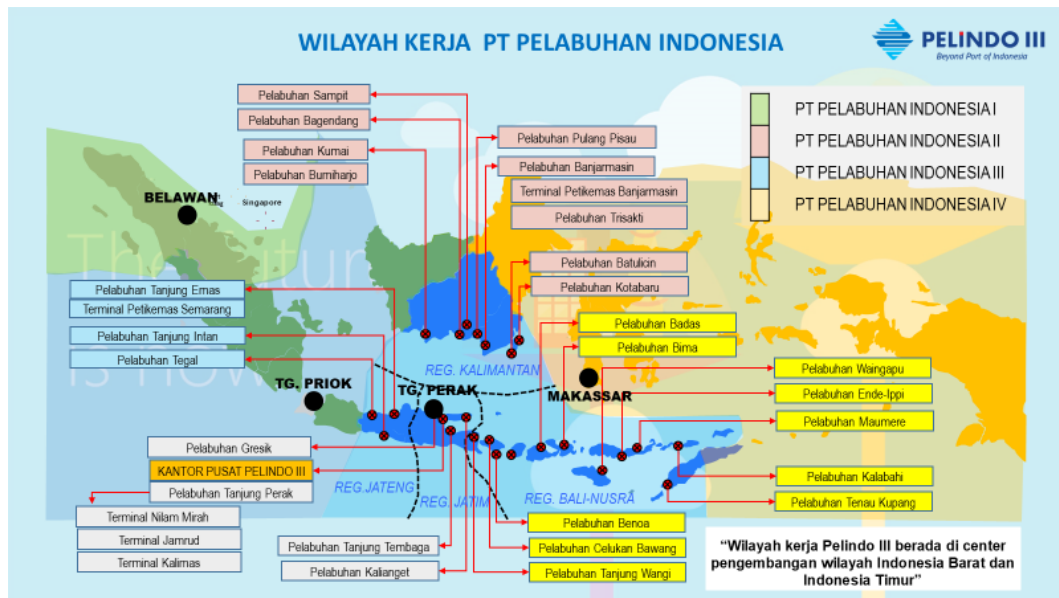 WILAYAH KERJA PT PELABUHAN INDONESIA
PELINDO III
Beyond Port of Indonesia
Pelabuhan Sampit
Pelabuhan Bagendang
Pelabuhan Kumai
Pelabuhan Bumiharjo
Pelabuhan Pulang Pisau
Pelabuhan Banjarmasin
Terminal Petikemas Banjarmasin
Pelabuhan Trisakti
Pelabuhan Batulicin
Pelabuhan Kotabaru
PT PELABUHAN INDONESIA I
PT PELABUHAN INDONESIA II
PT PELABUHAN INDONESIA III
PT PELABUHAN INDONESIA IV
BELAWAN
Singapore
Pelabuhan Tanjung Emas
Terminal Petikemas Semarang
Pelabuhan Tanjung Intan
Pelabuhan Tegal
TG. PRIOK
TG. PERAK
MAKASSAR
REG. KALIMANTAN
Pelabuhan Badas
Pelabuhan Bima
Pelabuhan Waingapu
Pelabuhan Ende-Ippi
Pelabuhan Maumere
Pelabuhan Kalabahi
Pelabuhan Tenau Kupang
Pelabuhan Gresik
KANTOR PUSAT PELINDO III
Pelabuhan Tanjung Perak
Terminal Nilam Mirah
Terminal Jamrud
Terminal Kalimas
REG.JATENG
REG. JATIM
REG. BALI-NUSRA
Pelabuhan Tanjung Tembaga
Pelabuhan Kalianget
Pelabuhan Benoa
Pelabuhan Celukan Bawang
Pelabuhan Tanjung Wangi
“Wilayah kerja Pelindo III berada di center
pengembangan wilayah Indonesia Barat dan
Indonesia Timur”